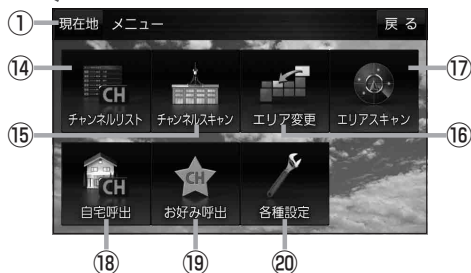 ① 現在地 メニュー 戻る
⑭ ⑰
CH
チャンネルリスト チャンネルスキャン エリア変更 エリアスキャン
⑮ ⑯
CH CH
自宅呼出 お好み呼出 各種設定
⑱ ⑲ ⑳